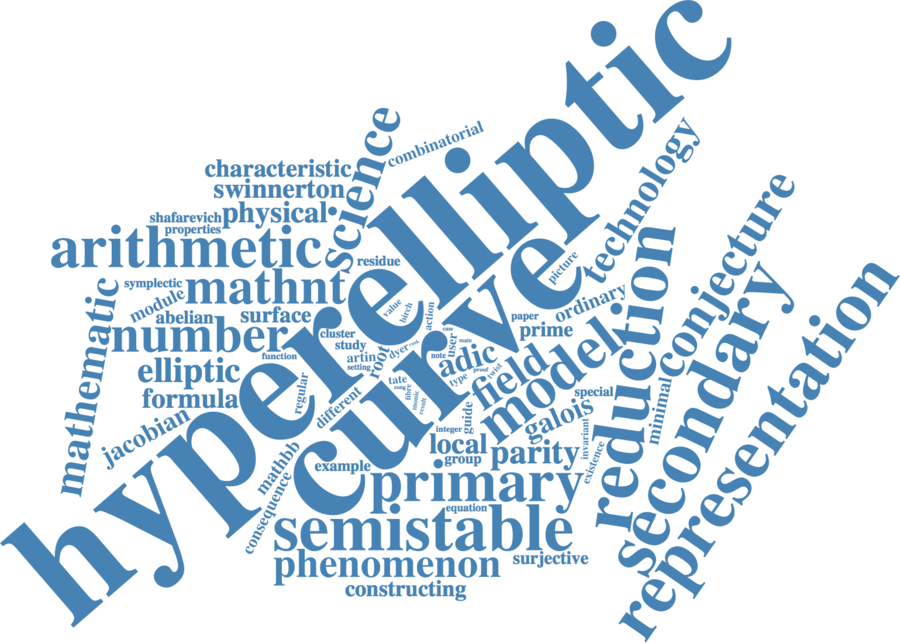 hyperelliptic
curve
combinatorial
science
characteristic
swinnerton
physical
shafarevich
properties
arithmetic
residue
technology
symplectic
mathnt
module
abelian
surface
mathematic
number
cluster
study
function
elliptic
artin
setting
root
formula
regular
different
jacobian
value
birch
action
picture
paper
ordinary
prime
dyer
case
user
main
note
adic
proof
type
twist
tate
fibre
monic
result
field
model
reduction
conjecture
secondary
representation
minimal
special
galois
invariant
existence
guide
integer
local
group
parity
mathbb
consequence
example
primary
equation
semistable
phenomenon
surjective
constructing